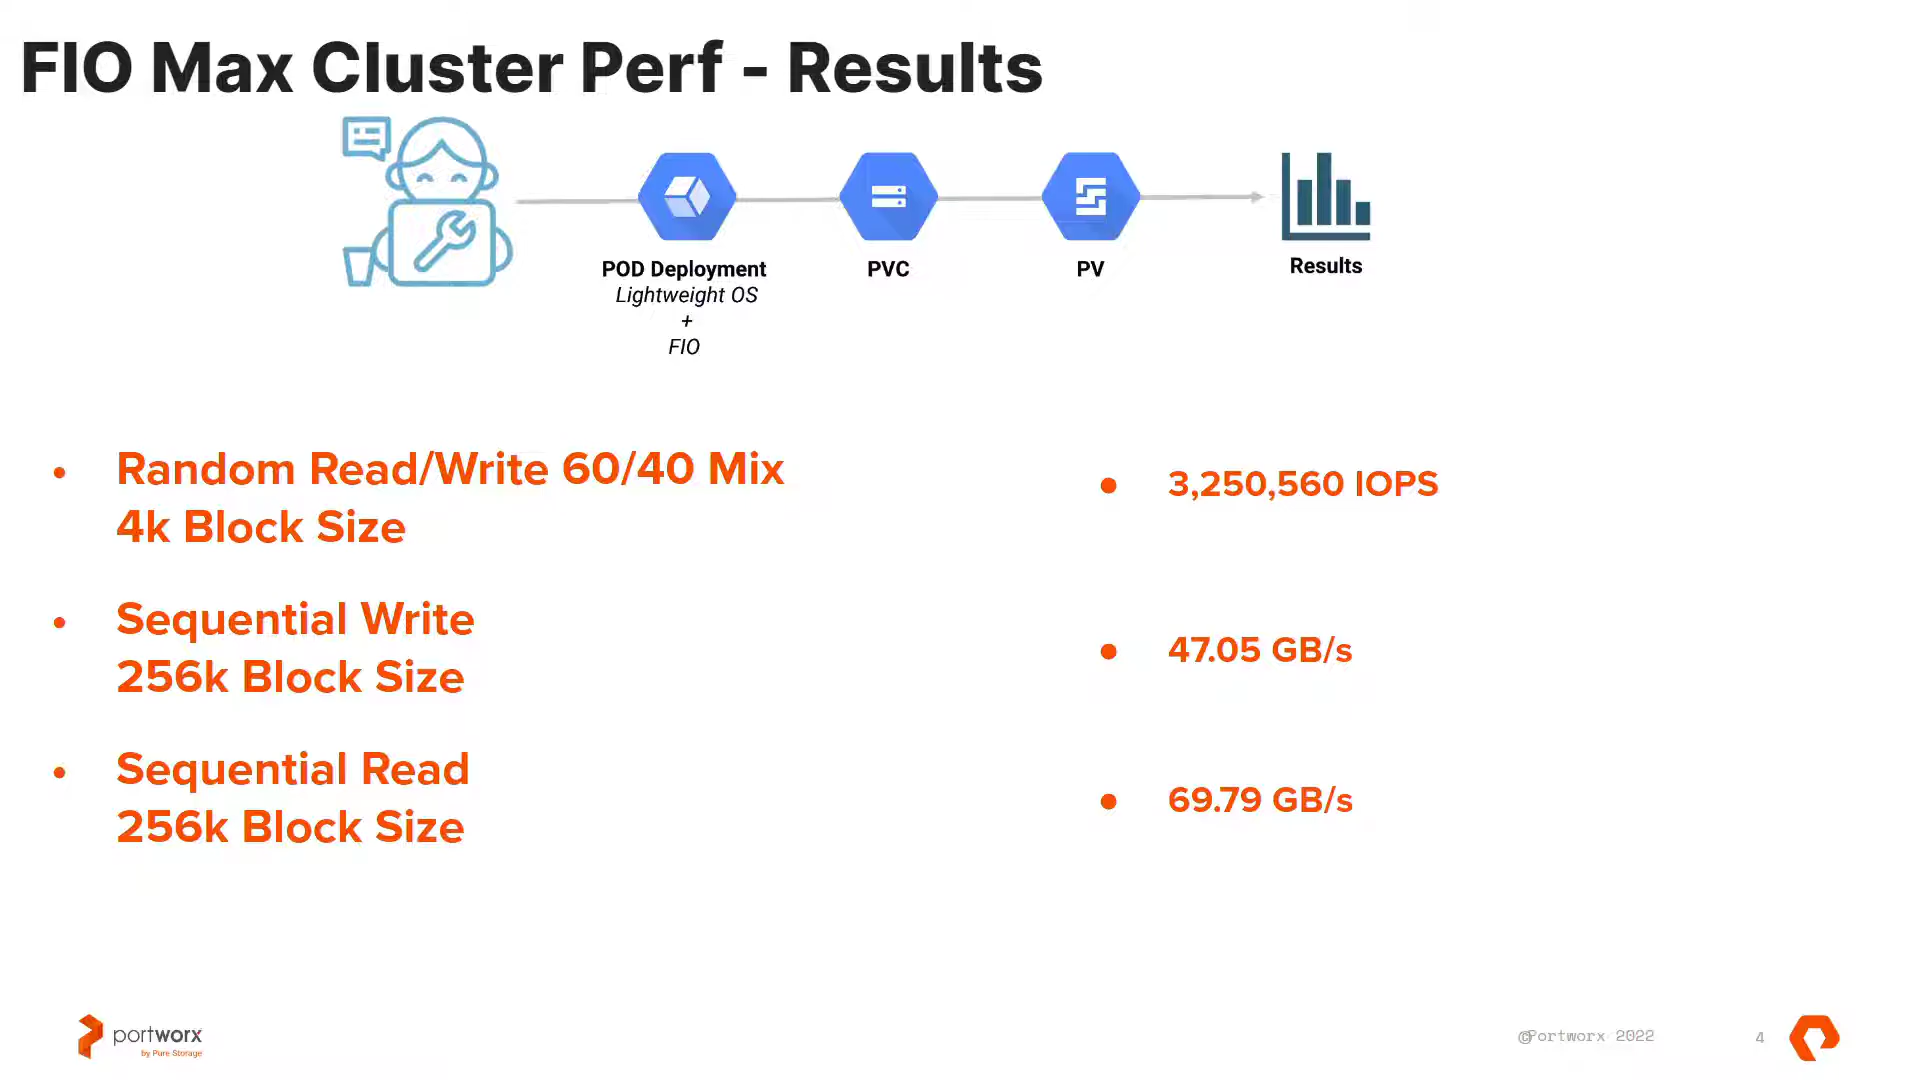 FIO Max Cluster Perf - Results
POD Deployment
Lightweight OS
+
FIO
PVC
PV
Results
• Random Read/Write 60/40 Mix
4k Block Size
• 3,250,560 IOPS
• Sequential Write
256k Block Size
• 47.05 GB/s
• Sequential Read
256k Block Size
• 69.79 GB/s
portworx
by Pure Storage
©Portworx 2022
4